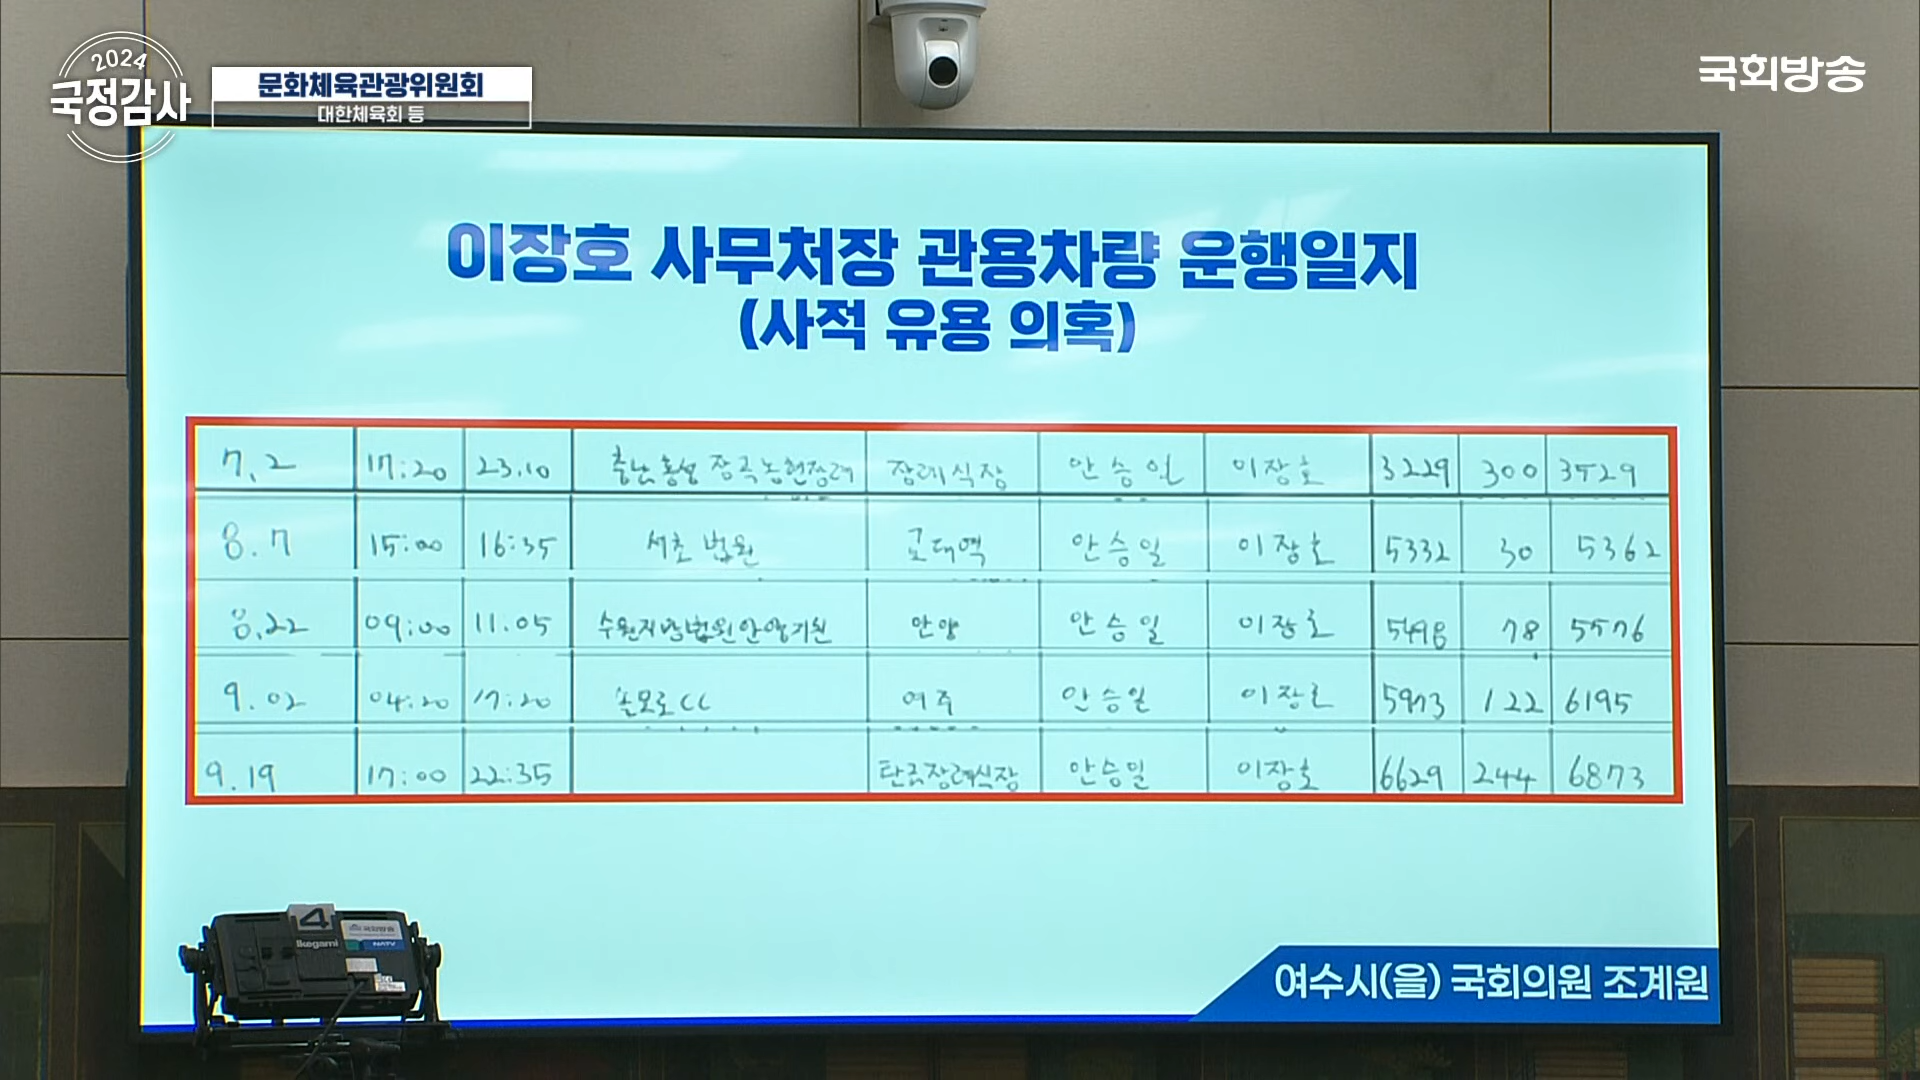 2024
국정감사
문화체육관광위원회
대한체육회 등
국회방송
이장호 사무처장 관용차량 운행일지
(사적 유용 의혹)
7.2 17:20 23.10 충남홍성 장곡농협장례 장례식장 안승일 이장호 3229 300 3529
8.7 15:00 16:35 서초 법원 교대역 안승일 이장호 5332 30 5362
8.22 09:00 11.05 수원지방법원안양지원 안양 안승일 이장호 5498 78 5576
9.02 04:20 17:20 솔모로CC 여주 안승일 이장호 5973 122 6195
9.19 17:00 22:35 장례식장 안승일 이장호 6629 244 6873
4
Ikegami
국회방송
NATV
여수시(을) 국회의원 조계원